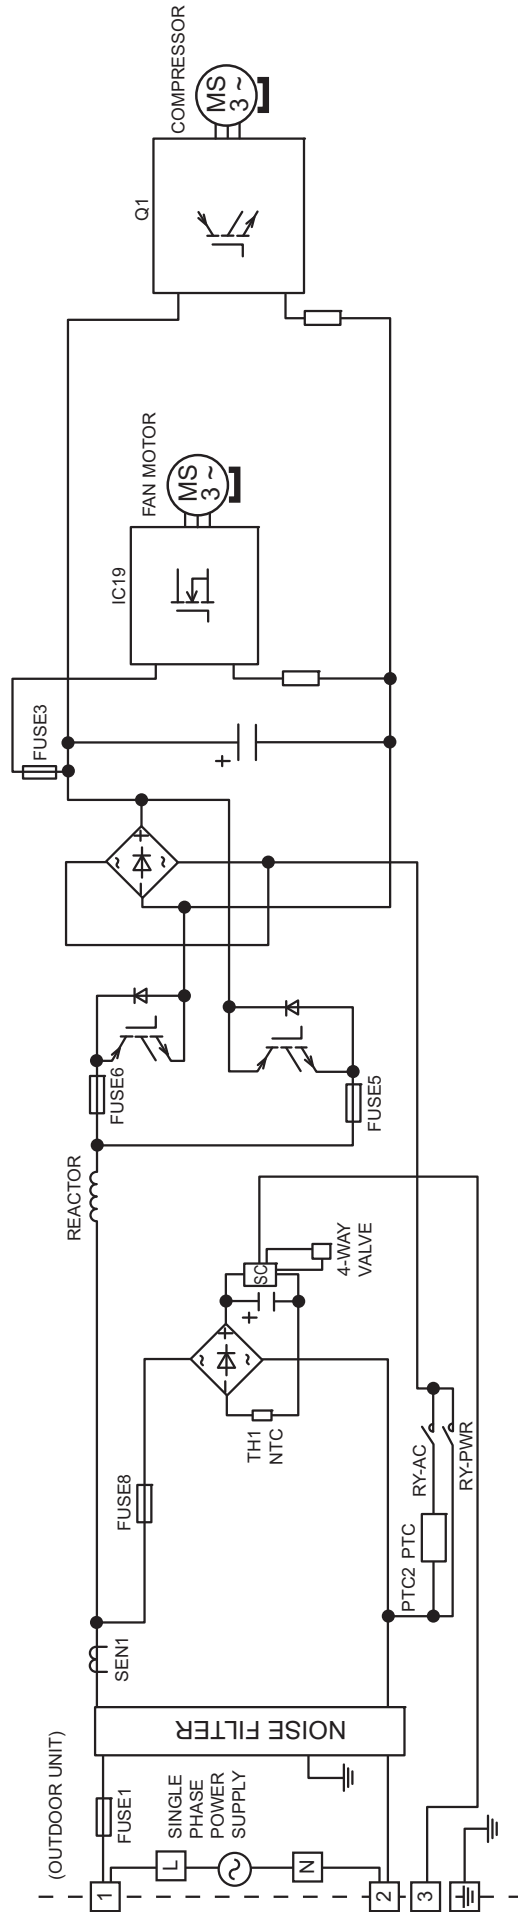 (OUTDOOR UNIT)
1
FUSE1
L
SINGLE
PHASE
POWER
SUPPLY
N
2
3
NOISE FILTER
SEN1
FUSE8
TH1
NTC
~
~
+
-
+
SC
4-WAY
VALVE
PTC2 PTC
RY-AC
RY-PWR
REACTOR
FUSE6
FUSE5
~
~
+
-
FUSE3
+
IC19
FAN MOTOR
MS
3 ~
Q1
COMPRESSOR
MS
3 ~